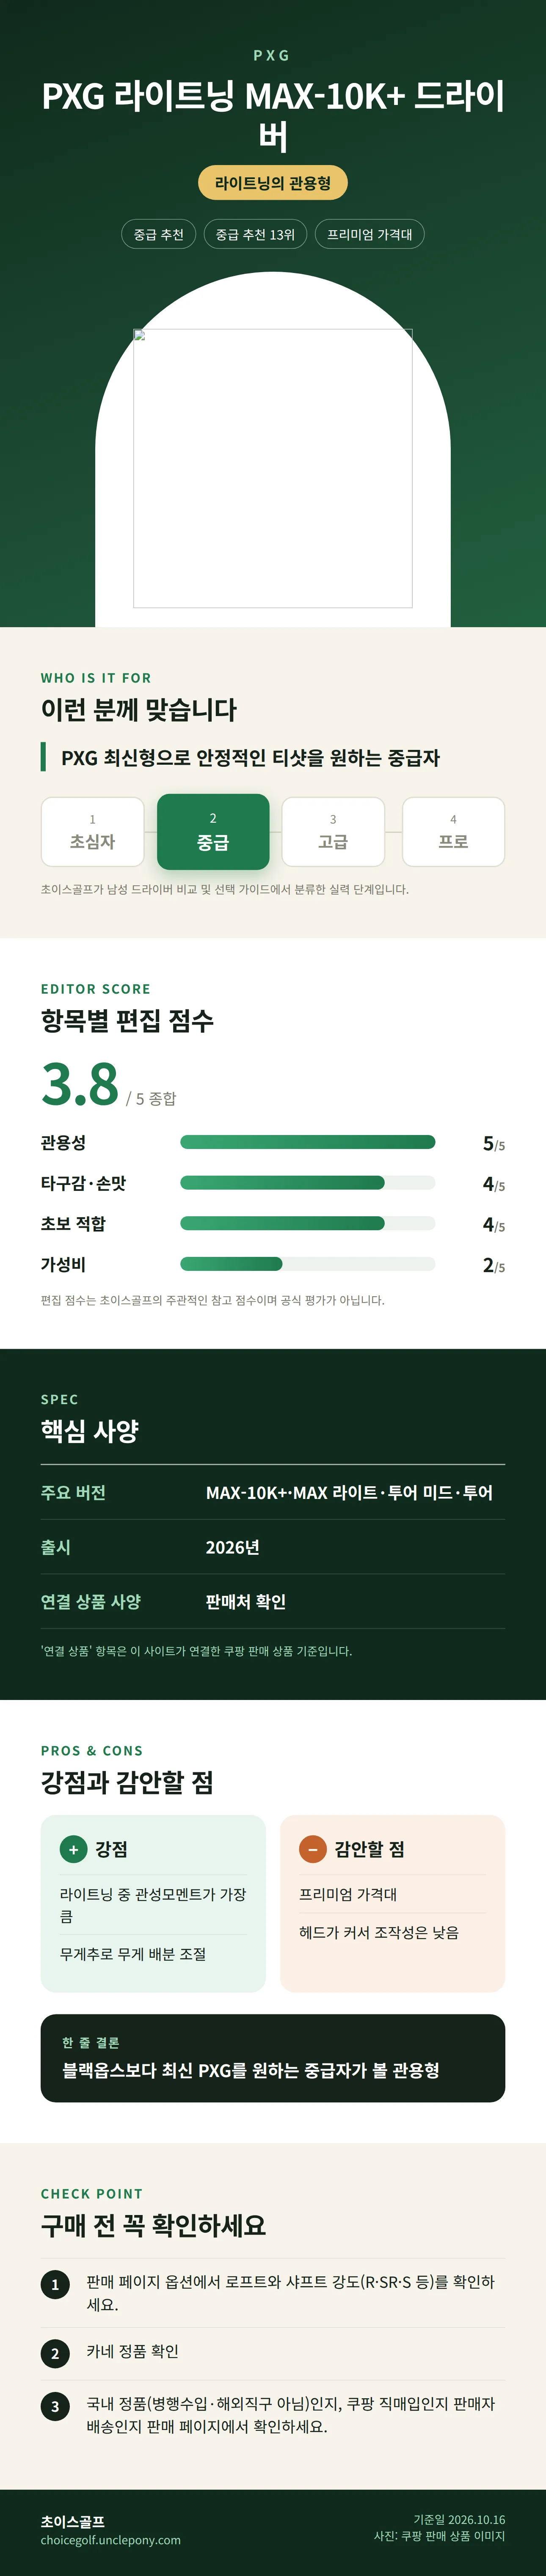 PXG
PXG 라이트닝 MAX-10K+ 드라이
버
라이트닝의 관용형
중급 추천
중급 추천 13위
프리미엄 가격대
WHO IS IT FOR
이런 분께 맞습니다
PXG 최신형으로 안정적인 티샷을 원하는 중급자
1
초심자
2
중급
3
고급
4
프로
초이스골프가 남성 드라이버 비교 및 선택 가이드에서 분류한 실력 단계입니다.
EDITOR SCORE
항목별 편집 점수
3.8 / 5 종합
관용성 5/5
타구감·손맛 4/5
초보 적합 4/5
가성비 2/5
편집 점수는 초이스골프의 주관적인 참고 점수이며 공식 평가가 아닙니다.
SPEC
핵심 사양
주요 버전 MAX-10K+·MAX 라이트·투어 미드·투어
출시 2026년
연결 상품 사양 판매처 확인
'연결 상품' 항목은 이 사이트가 연결한 쿠팡 판매 상품 기준입니다.
PROS & CONS
강점과 감안할 점
+ 강점
라이트닝 중 관성모멘트가 가장
큼
무게추로 무게 배분 조절
− 감안할 점
프리미엄 가격대
헤드가 커서 조작성은 낮음
한 줄 결론
블랙옵스보다 최신 PXG를 원하는 중급자가 볼 관용형
CHECK POINT
구매 전 꼭 확인하세요
1 판매 페이지 옵션에서 로프트와 샤프트 강도(R·SR·S 등)를 확인하
세요.
2 카네 정품 확인
3 국내 정품(병행수입·해외직구 아님)인지, 쿠팡 직매입인지 판매자
배송인지 판매 페이지에서 확인하세요.
초이스골프
choicegolf.unclepony.com
기준일 2026.10.16
사진: 쿠팡 판매 상품 이미지